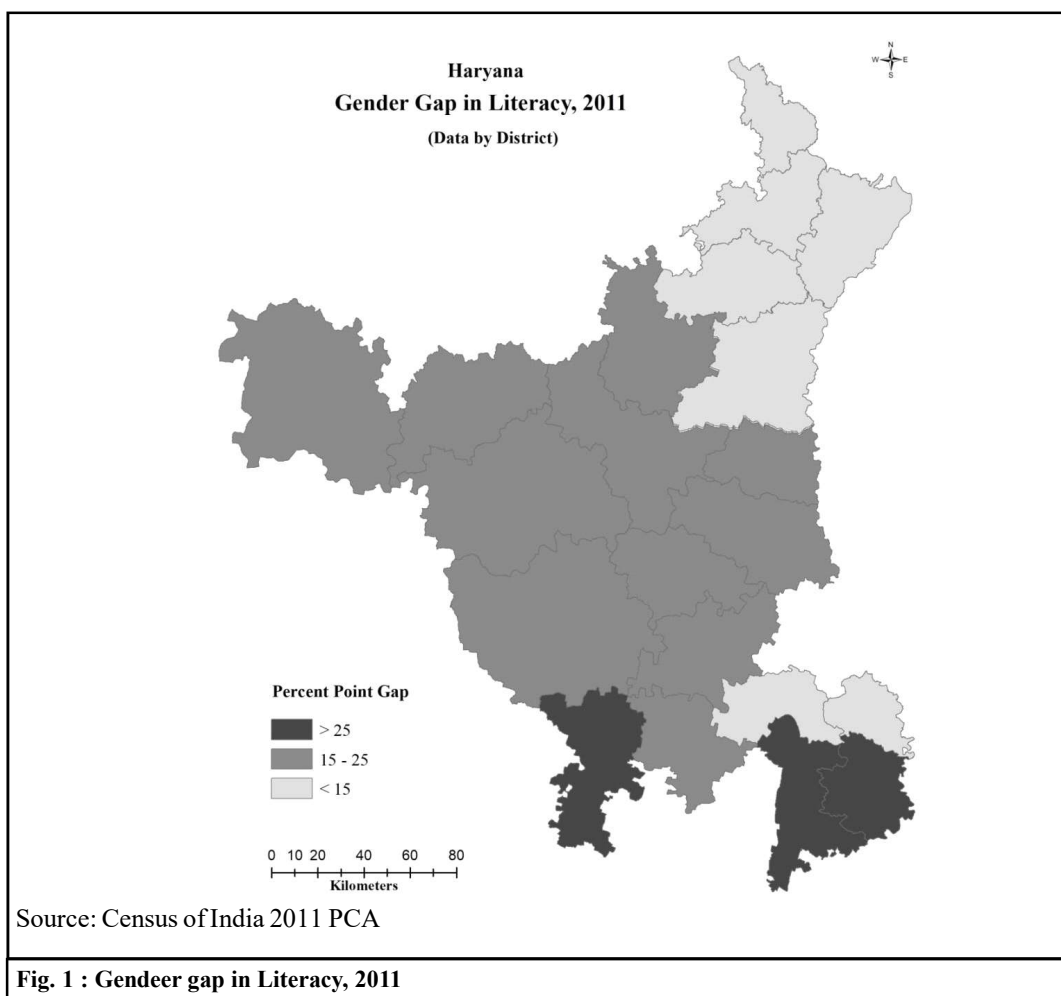 Haryana
Gender Gap in Literacy, 2011
(Data by District)
N
W E
S
Percent Point Gap
> 25
15 - 25
< 15
0 10 20 40 60 80
Kilometers
Source: Census of India 2011 PCA
Fig. 1 : Gendeer gap in Literacy, 2011